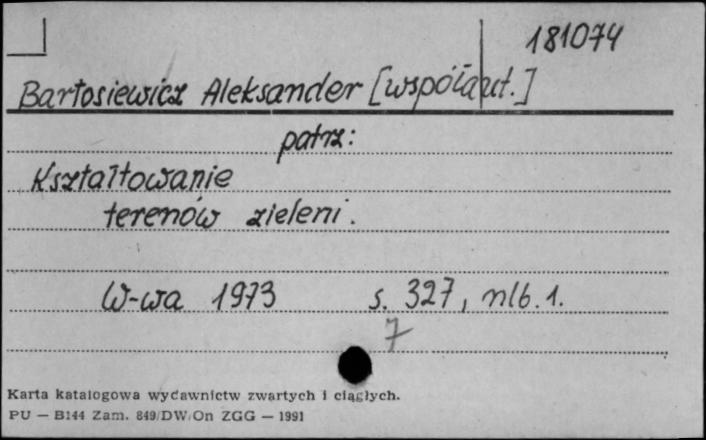 181074
Bartosiewicz Aleksander [współaut.]
patrz:
Kształtowanie
terenów zieleni.
W-wa 1973 s. 327, nlb. 1.
7
Karta katalogowa wydawnictw zwartych i ciągłych.
PU — B144 Zam. 849/DW/On ZGG — 1991